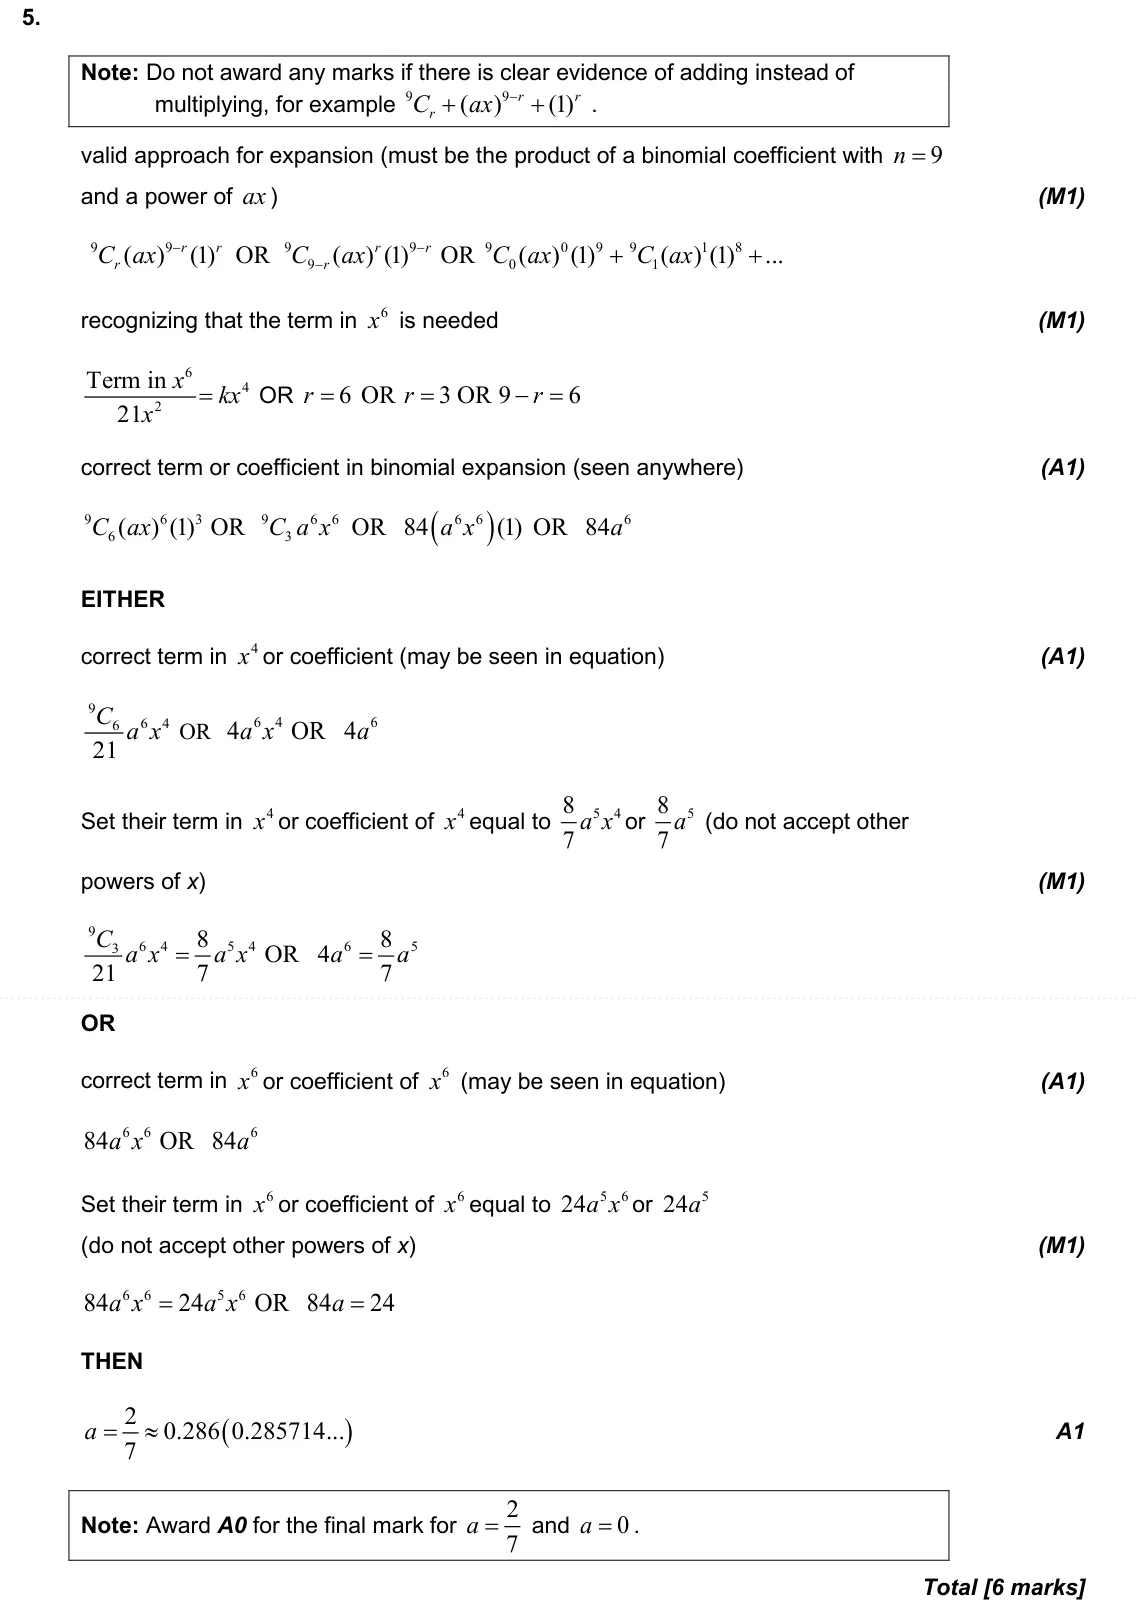 5.
Note: Do not award any marks if there is clear evidence of adding instead of
multiplying, for example ⁹Cᵣ + (ax)⁹⁻ʳ + (1)ʳ .
valid approach for expansion (must be the product of a binomial coefficient with n = 9
and a power of ax ) (M1)
⁹Cᵣ(ax)⁹⁻ʳ(1)ʳ OR ⁹C₉₋ᵣ(ax)ʳ(1)⁹⁻ʳ OR ⁹C₀(ax)⁰(1)⁹ + ⁹C₁(ax)¹(1)⁸ + ...
recognizing that the term in x⁶ is needed (M1)
Term in x⁶ / 21x² = kx⁴ OR r = 6 OR r = 3 OR 9 − r = 6
correct term or coefficient in binomial expansion (seen anywhere) (A1)
⁹C₆(ax)⁶(1)³ OR ⁹C₃a⁶x⁶ OR 84(a⁶x⁶)(1) OR 84a⁶
EITHER
correct term in x⁴ or coefficient (may be seen in equation) (A1)
⁹C₆/21 a⁶x⁴ OR 4a⁶x⁴ OR 4a⁶
Set their term in x⁴ or coefficient of x⁴ equal to 8/7 a⁵x⁴ or 8/7 a⁵ (do not accept other
powers of x) (M1)
⁹C₃/21 a⁶x⁴ = 8/7 a⁵x⁴ OR 4a⁶ = 8/7 a⁵
OR
correct term in x⁶ or coefficient of x⁶ (may be seen in equation) (A1)
84a⁶x⁶ OR 84a⁶
Set their term in x⁶ or coefficient of x⁶ equal to 24a⁵x⁶ or 24a⁵
(do not accept other powers of x) (M1)
84a⁶x⁶ = 24a⁵x⁶ OR 84a = 24
THEN
a = 2/7 ≈ 0.286(0.285714...) A1
Note: Award A0 for the final mark for a = 2/7 and a = 0 .
Total [6 marks]